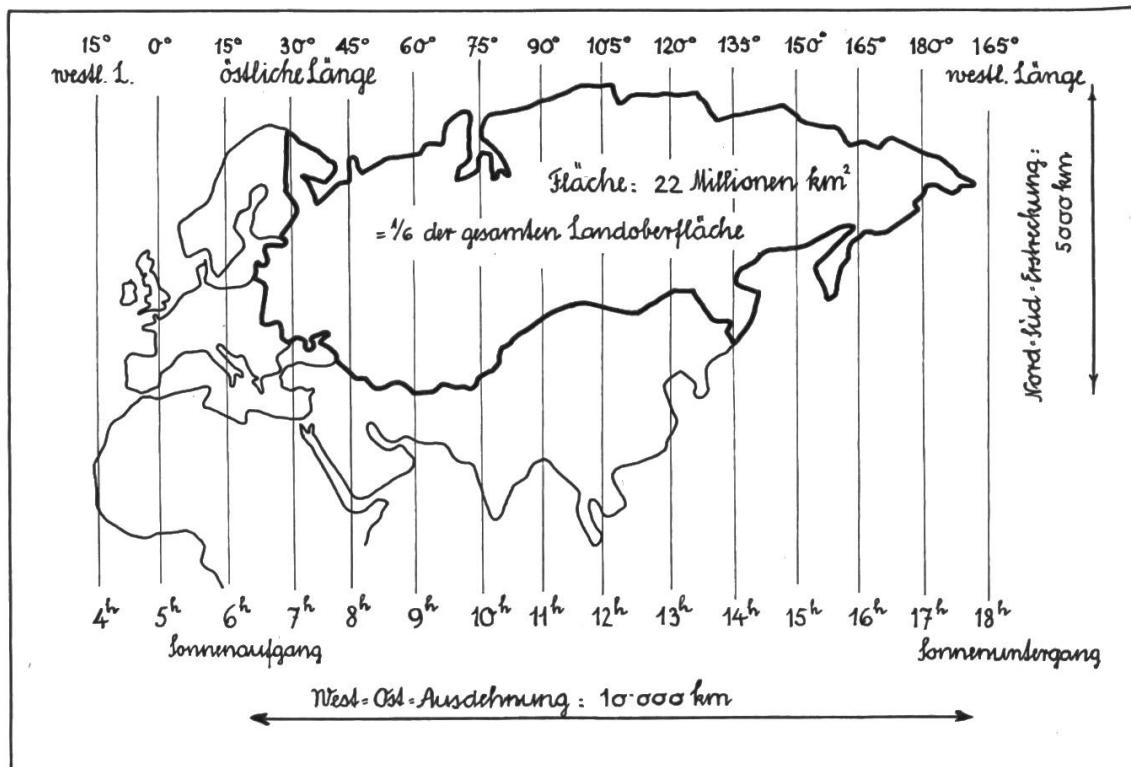 15° 0° 15° 30° 45° 60° 75° 90° 105° 120° 135° 150° 165° 180° 165°
westl. L. östliche Länge westl. Länge
Fläche: 22 Millionen km²
= 1/6 der gesamten Landoberfläche
Nord=Süd=Erstreckung:
5000 km
4h 5h 6h 7h 8h 9h 10h 11h 12h 13h 14h 15h 16h 17h 18h
Sonnenaufgang Sonnenuntergang
West=Ost=Ausdehnung: 10.000 km